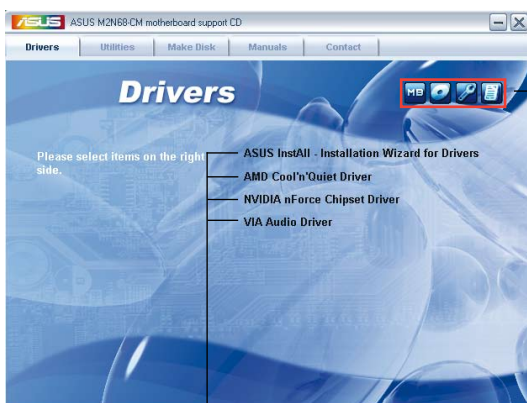 ASUS ASUS M2N68-CM motherboard support CD
Drivers Utilities Make Disk Manuals Contact
Drivers
MB
Please select items on the right side.
ASUS InstAll - Installation Wizard for Drivers
AMD Cool'n'Quiet Driver
NVIDIA nForce Chipset Driver
VIA Audio Driver